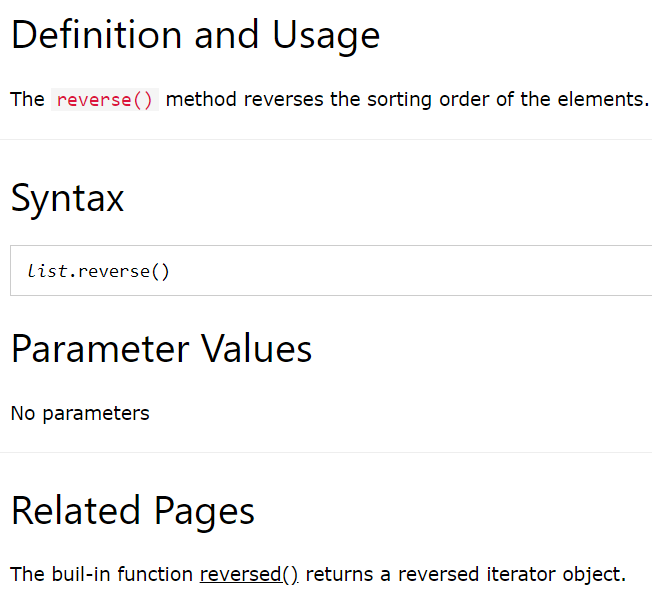 Definition and Usage
The reverse() method reverses the sorting order of the elements.
Syntax
list.reverse()
Parameter Values
No parameters
Related Pages
The buil-in function reversed() returns a reversed iterator object.